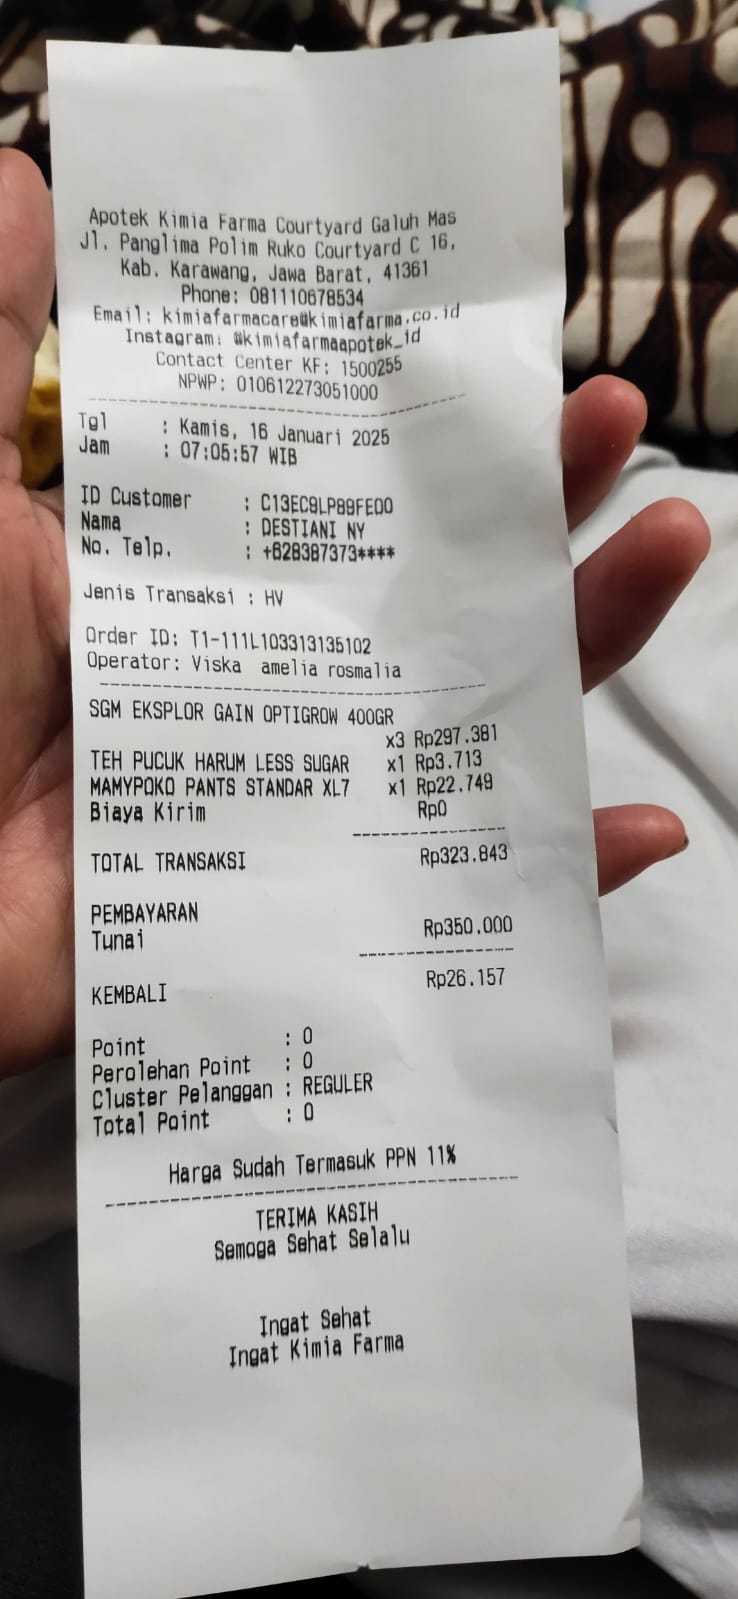 Apotek Kimia Farma Courtyard Galuh Mas
Jl. Panglima Polim Ruko Courtyard C 16,
Kab. Karawang, Jawa Barat, 41361
Phone: 081110678534
Email: kimiafarmacare@kimiafarma.co.id
Instagram: @kimiafarmaapotek_id
Contact Center KF: 1500255
NPWP: 010612273051000
Tgl : Kamis, 16 Januari 2025
Jam : 07:05:57 WIB
ID Customer : C13EC9LP89FEOO
Nama : DESTIANI NY
No. Telp. : +628387373****
Jenis Transaksi : HV
Order ID: T1-111L103313135102
Operator: Viska amelia rosmalia
SGM EKSPLOR GAIN OPTIGROW 400GR
x3 Rp297.381
TEH PUCUK HARUM LESS SUGAR x1 Rp3.713
MAMYPOKO PANTS STANDAR XL7 x1 Rp22.749
Biaya Kirim Rp0
TOTAL TRANSAKSI Rp323.843
PEMBAYARAN
Tunai Rp350.000
KEMBALI Rp26.157
Point : 0
Perolehan Point : 0
Cluster Pelanggan : REGULER
Total Point : 0
Harga Sudah Termasuk PPN 11%
TERIMA KASIH
Semoga Sehat Selalu
Ingat Sehat
Ingat Kimia Farma